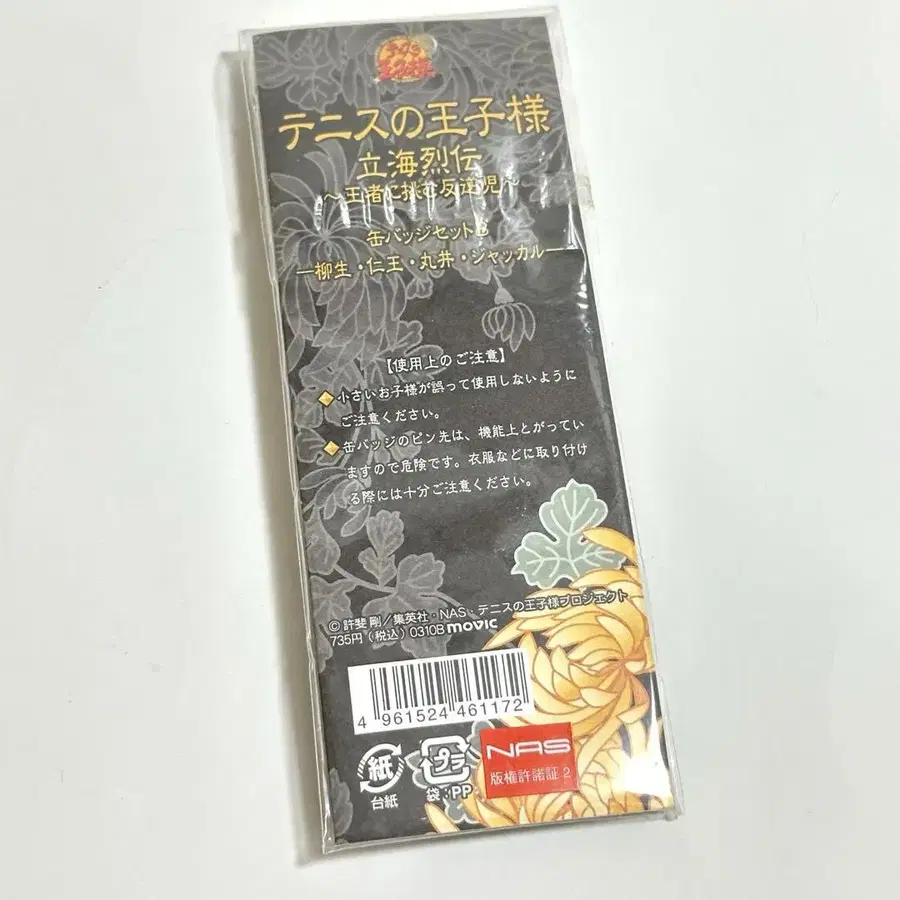 テニスの王子様
テニスの王子様
立海烈伝
～王者に挑む反逆児～
缶バッジセットB
―柳生・仁王・丸井・ジャッカル―
【使用上のご注意】
小さいお子様が誤って使用しないように
ご注意ください。
缶バッジのピン先は、機能上とがってい
ますので危険です。衣服などに取り付け
る際には十分ご注意ください。
© 許斐 剛／集英社・NAS・テニスの王子様プロジェクト
735円（税込）0310B movic
4 961524 461172
紙
台紙
プラ
袋：PP
NAS
版権許諾証 2